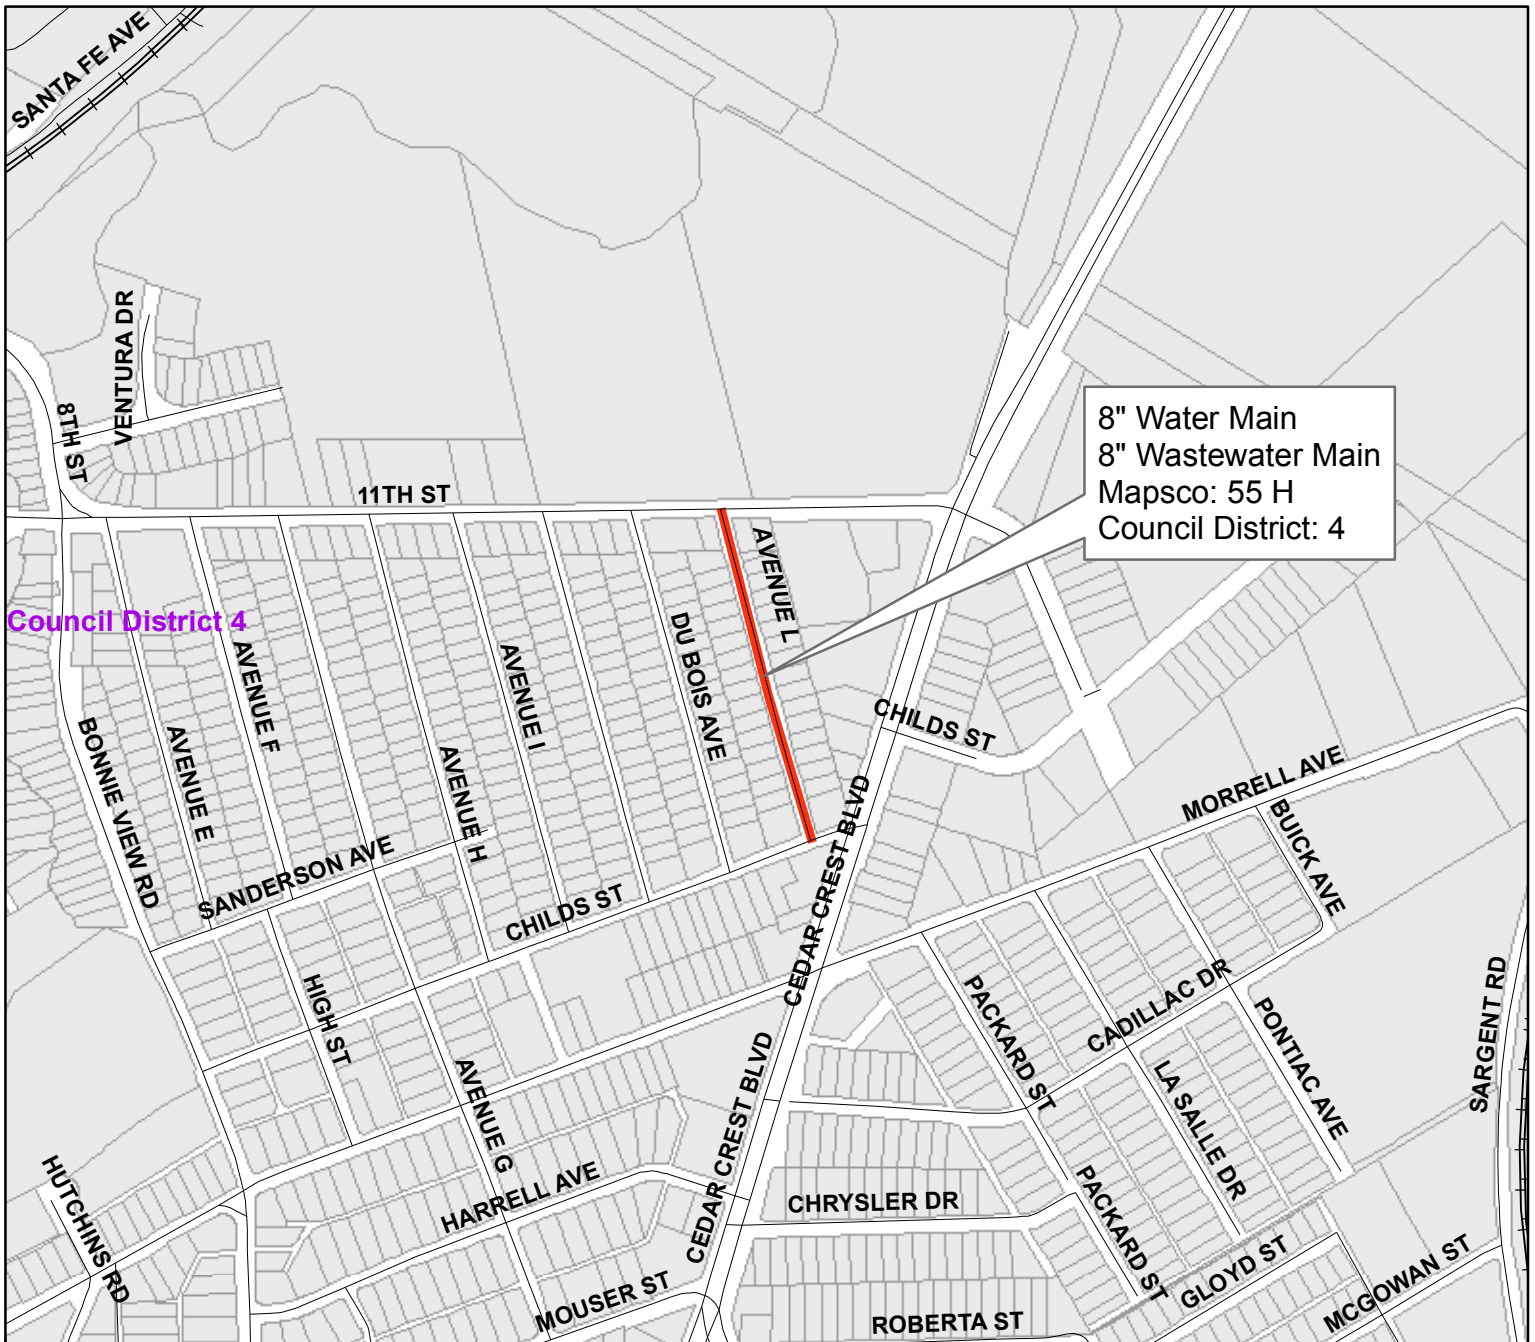 SANTA FE AVE
VENTURA DR
8TH ST
8" Water Main
8" Wastewater Main
Mapsco: 55 H
Council District: 4
11TH ST
AVENUE L
Council District 4
DU BOIS AVE
AVENUE F
AVENUE I
CHILDS ST
BONNIE VIEW RD
AVENUE E
AVENUE H
MORRELL AVE
CEDAR CREST BLVD
BUICK AVE
SANDERSON AVE
CHILDS ST
HIGH ST
PACKARD ST
CADILLAC DR
PONTIAC AVE
SARGENT RD
AVENUE G
CEDAR CREST BLVD
LA SALLE DR
HUTCHINS RD
HARRELL AVE
CHRYSLER DR
PACKARD ST
GLOYD ST
MCGOWAN ST
MOUSER ST
ROBERTA ST